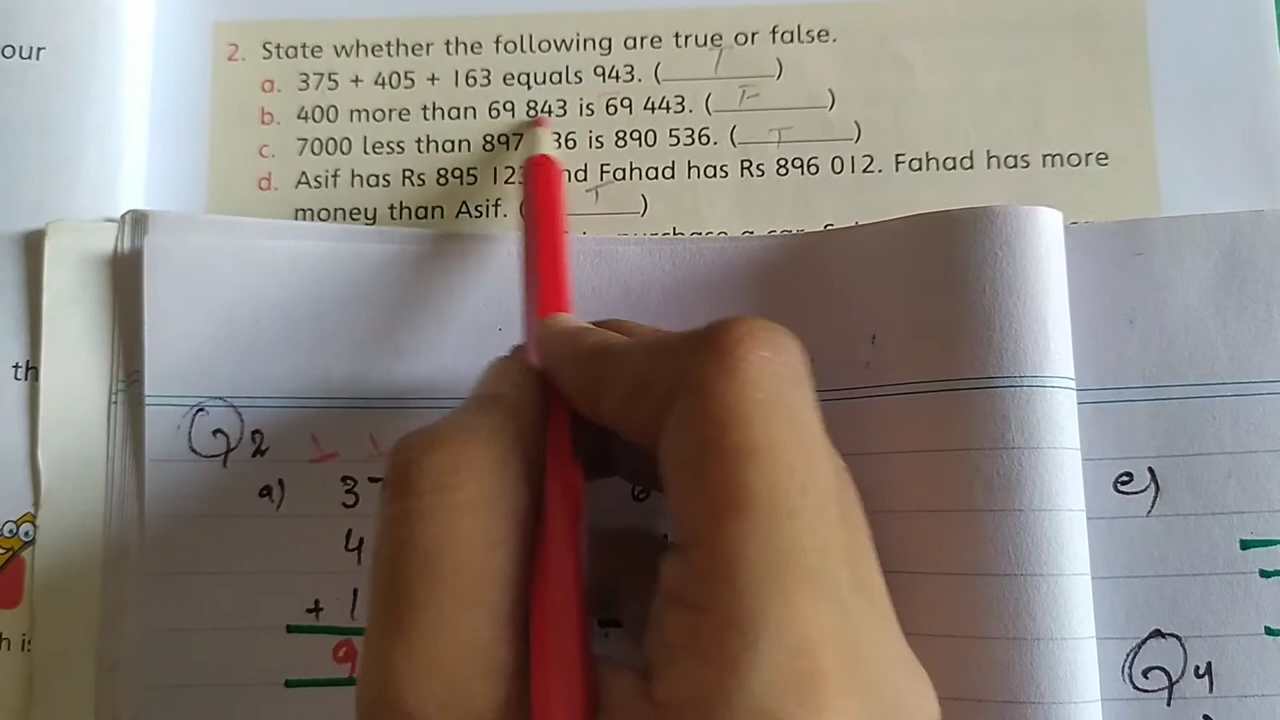 our
2. State whether the following are true or false.
a. 375 + 405 + 163 equals 943. (T)
b. 400 more than 69 843 is 69 443. (F)
c. 7000 less than 897 36 is 890 536. (T)
d. Asif has Rs 895 12 nd Fahad has Rs 896 012. Fahad has more
money than Asif. (T)
purchase a car
th
Q2
a) 3
4
+ 1
9
e)
Q4